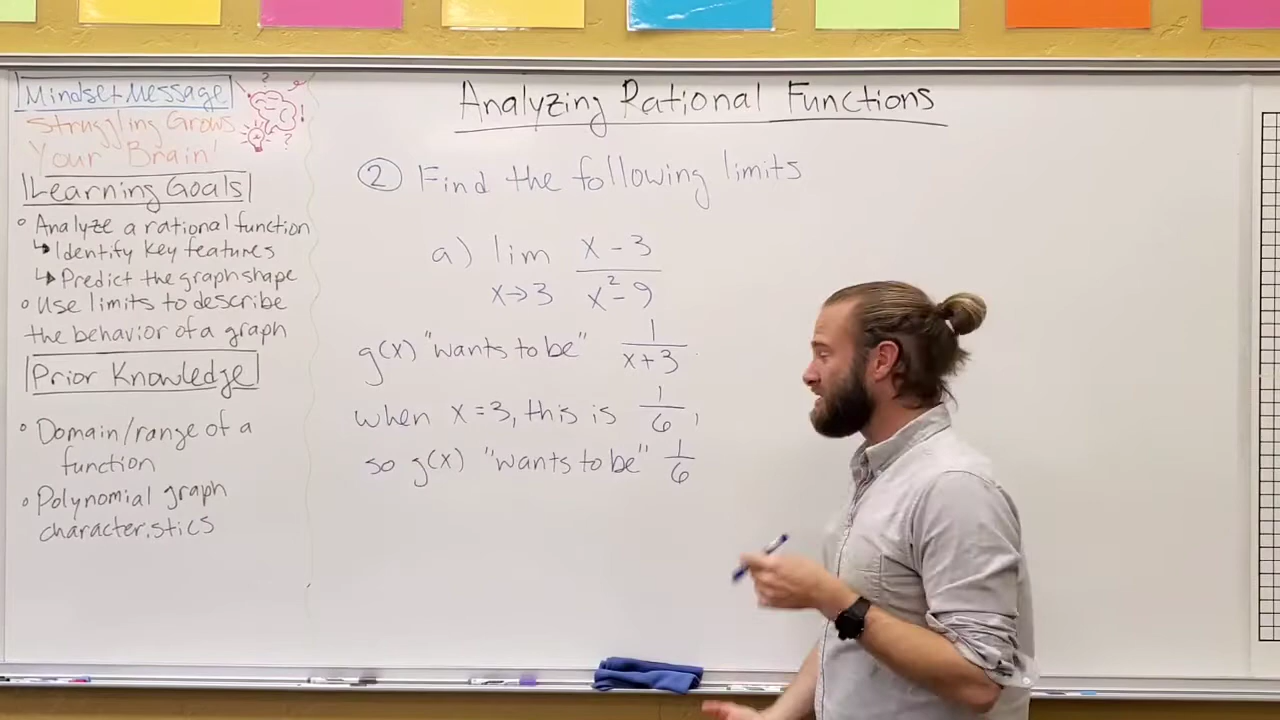 Mindset Message
Struggling Grows
Your Brain!
Learning Goals
Analyze a rational function
↳ Identify key features
↳ Predict the graph shape
Use limits to describe
the behavior of a graph
Prior Knowledge
Domain/range of a
function
Polynomial graph
characteristics
Analyzing Rational Functions
② Find the following limits
a) lim x→3 (x-3)/(x²-9)
g(x) "wants to be" 1/(x+3)
when x=3, this is 1/6,
so g(x) "wants to be" 1/6